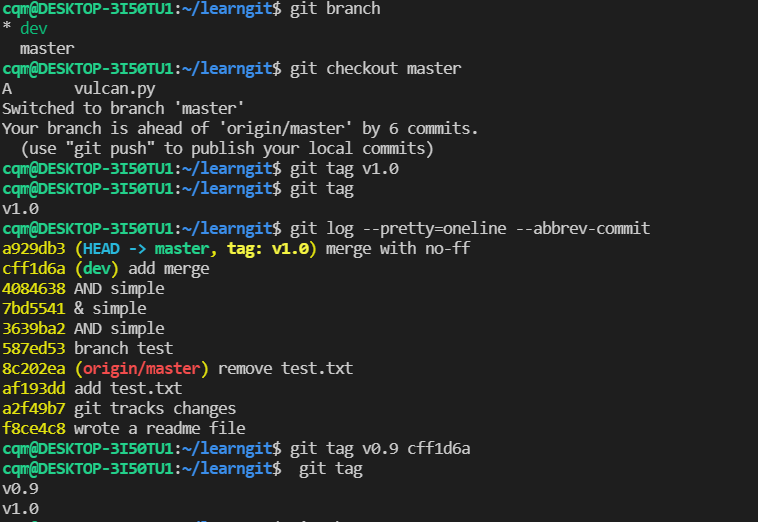 cqm@DESKTOP-3I50TU1:~/learngit$ git branch
* dev
  master
cqm@DESKTOP-3I50TU1:~/learngit$ git checkout master
A       vulcan.py
Switched to branch 'master'
Your branch is ahead of 'origin/master' by 6 commits.
  (use "git push" to publish your local commits)
cqm@DESKTOP-3I50TU1:~/learngit$ git tag v1.0
cqm@DESKTOP-3I50TU1:~/learngit$ git tag
v1.0
cqm@DESKTOP-3I50TU1:~/learngit$ git log --pretty=oneline --abbrev-commit
a929db3 (HEAD -> master, tag: v1.0) merge with no-ff
cff1d6a (dev) add merge
4084638 AND simple
7bd5541 & simple
3639ba2 AND simple
587ed53 branch test
8c202ea (origin/master) remove test.txt
af193dd add test.txt
a2f49b7 git tracks changes
f8ce4c8 wrote a readme file
cqm@DESKTOP-3I50TU1:~/learngit$ git tag v0.9 cff1d6a
cqm@DESKTOP-3I50TU1:~/learngit$  git tag
v0.9
v1.0